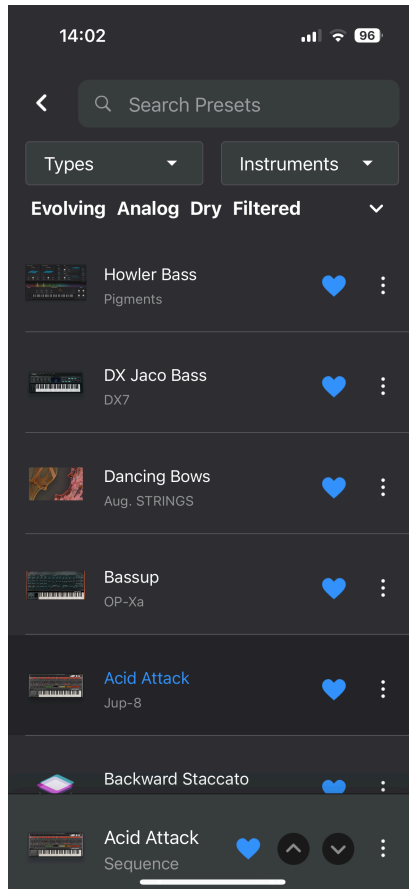 14:02
96
Search Presets
Types
Instruments
Evolving Analog Dry Filtered
Howler Bass
Pigments
DX Jaco Bass
DX7
Dancing Bows
Aug. STRINGS
Bassup
OP-Xa
Acid Attack
Jup-8
Backward Staccato
Acid Attack
Sequence